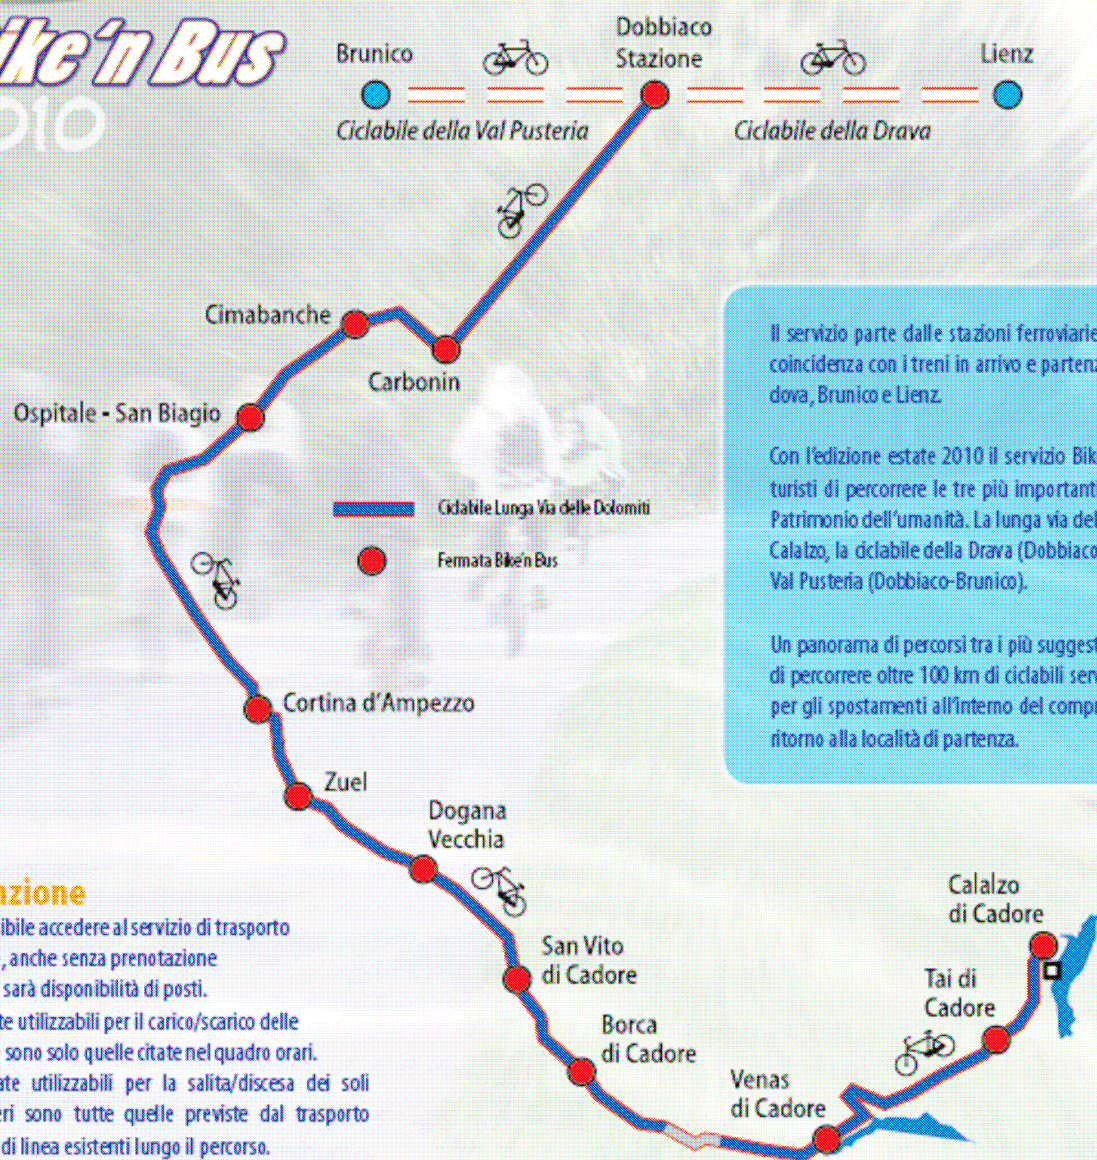 ike'n Bus
010
Brunico
Dobbiaco
Stazione
Lienz
Ciclabile della Val Pusteria
Ciclabile della Drava
Cimabanche
Carbonin
Ospitale - San Biagio
Ciclabile Lunga Via delle Dolomiti
Fermata Bike'n Bus
Il servizio parte dalle stazioni ferroviarie
coincidenza con i treni in arrivo e partenz
dova, Brunico e Lienz.
Con l'edizione estate 2010 il servizio Bik
turisti di percorrere le tre più important
Patrimonio dell'umanità. La lunga via del
Calalzo, la ciclabile della Drava (Dobbiaco
Val Pusteria (Dobbiaco-Brunico).
Un panorama di percorsi tra i più suggest
di percorrere oltre 100 km di ciclabili serv
per gli spostamenti all'interno del compr
ritorno alla località di partenza.
Cortina d'Ampezzo
Zuel
Dogana
Vecchia
San Vito
di Cadore
Borca
di Cadore
Venas
di Cadore
Tai di
Cadore
Calalzo
di Cadore
azione
ibile accedere al servizio di trasporto
, anche senza prenotazione
sarà disponibilità di posti.
te utilizzabili per il carico/scarico delle
sono solo quelle citate nel quadro orari.
ate utilizzabili per la salita/discesa dei soli
eri sono tutte quelle previste dal trasporto
di linea esistenti lungo il percorso.